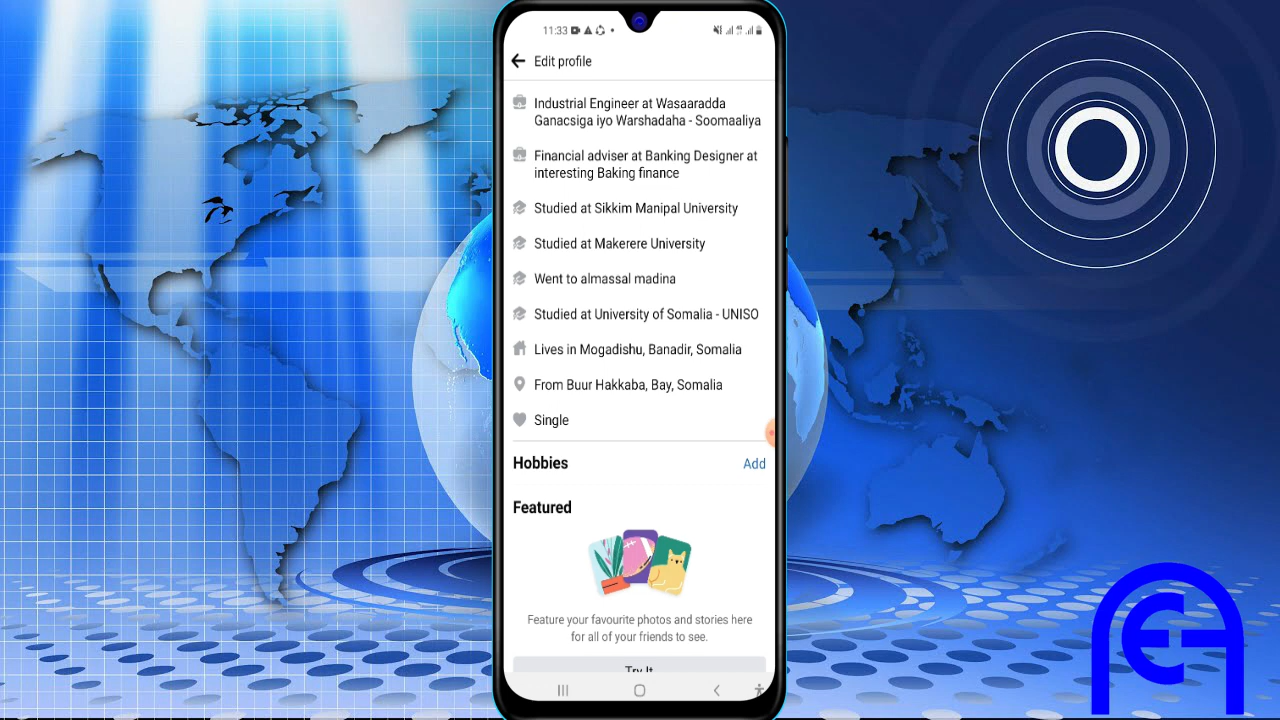 11:33
Edit profile
Industrial Engineer at Wasaaradda
Ganacsiga iyo Warshadaha - Soomaaliya
Financial adviser at Banking Designer at
interesting Baking finance
Studied at Sikkim Manipal University
Studied at Makerere University
Went to almassal madina
Studied at University of Somalia - UNISO
Lives in Mogadishu, Banadir, Somalia
From Buur Hakkaba, Bay, Somalia
Single
Hobbies Add
Featured
Feature your favourite photos and stories here
for all of your friends to see.
Try It